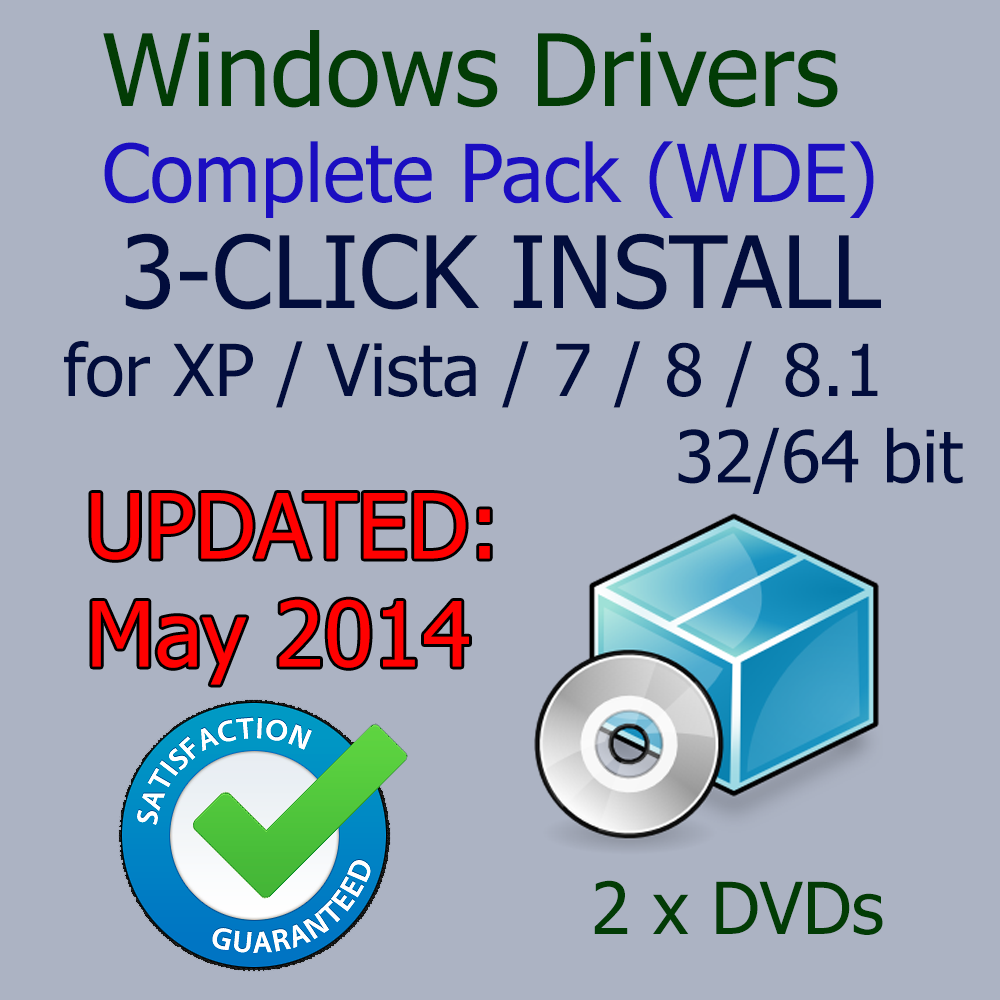 Windows Drivers
Complete Pack (WDE)
3-CLICK INSTALL
for XP / Vista / 7 / 8 / 8.1
32/64 bit
UPDATED:
May 2014
SATISFACTION
GUARANTEED
2 x DVDs